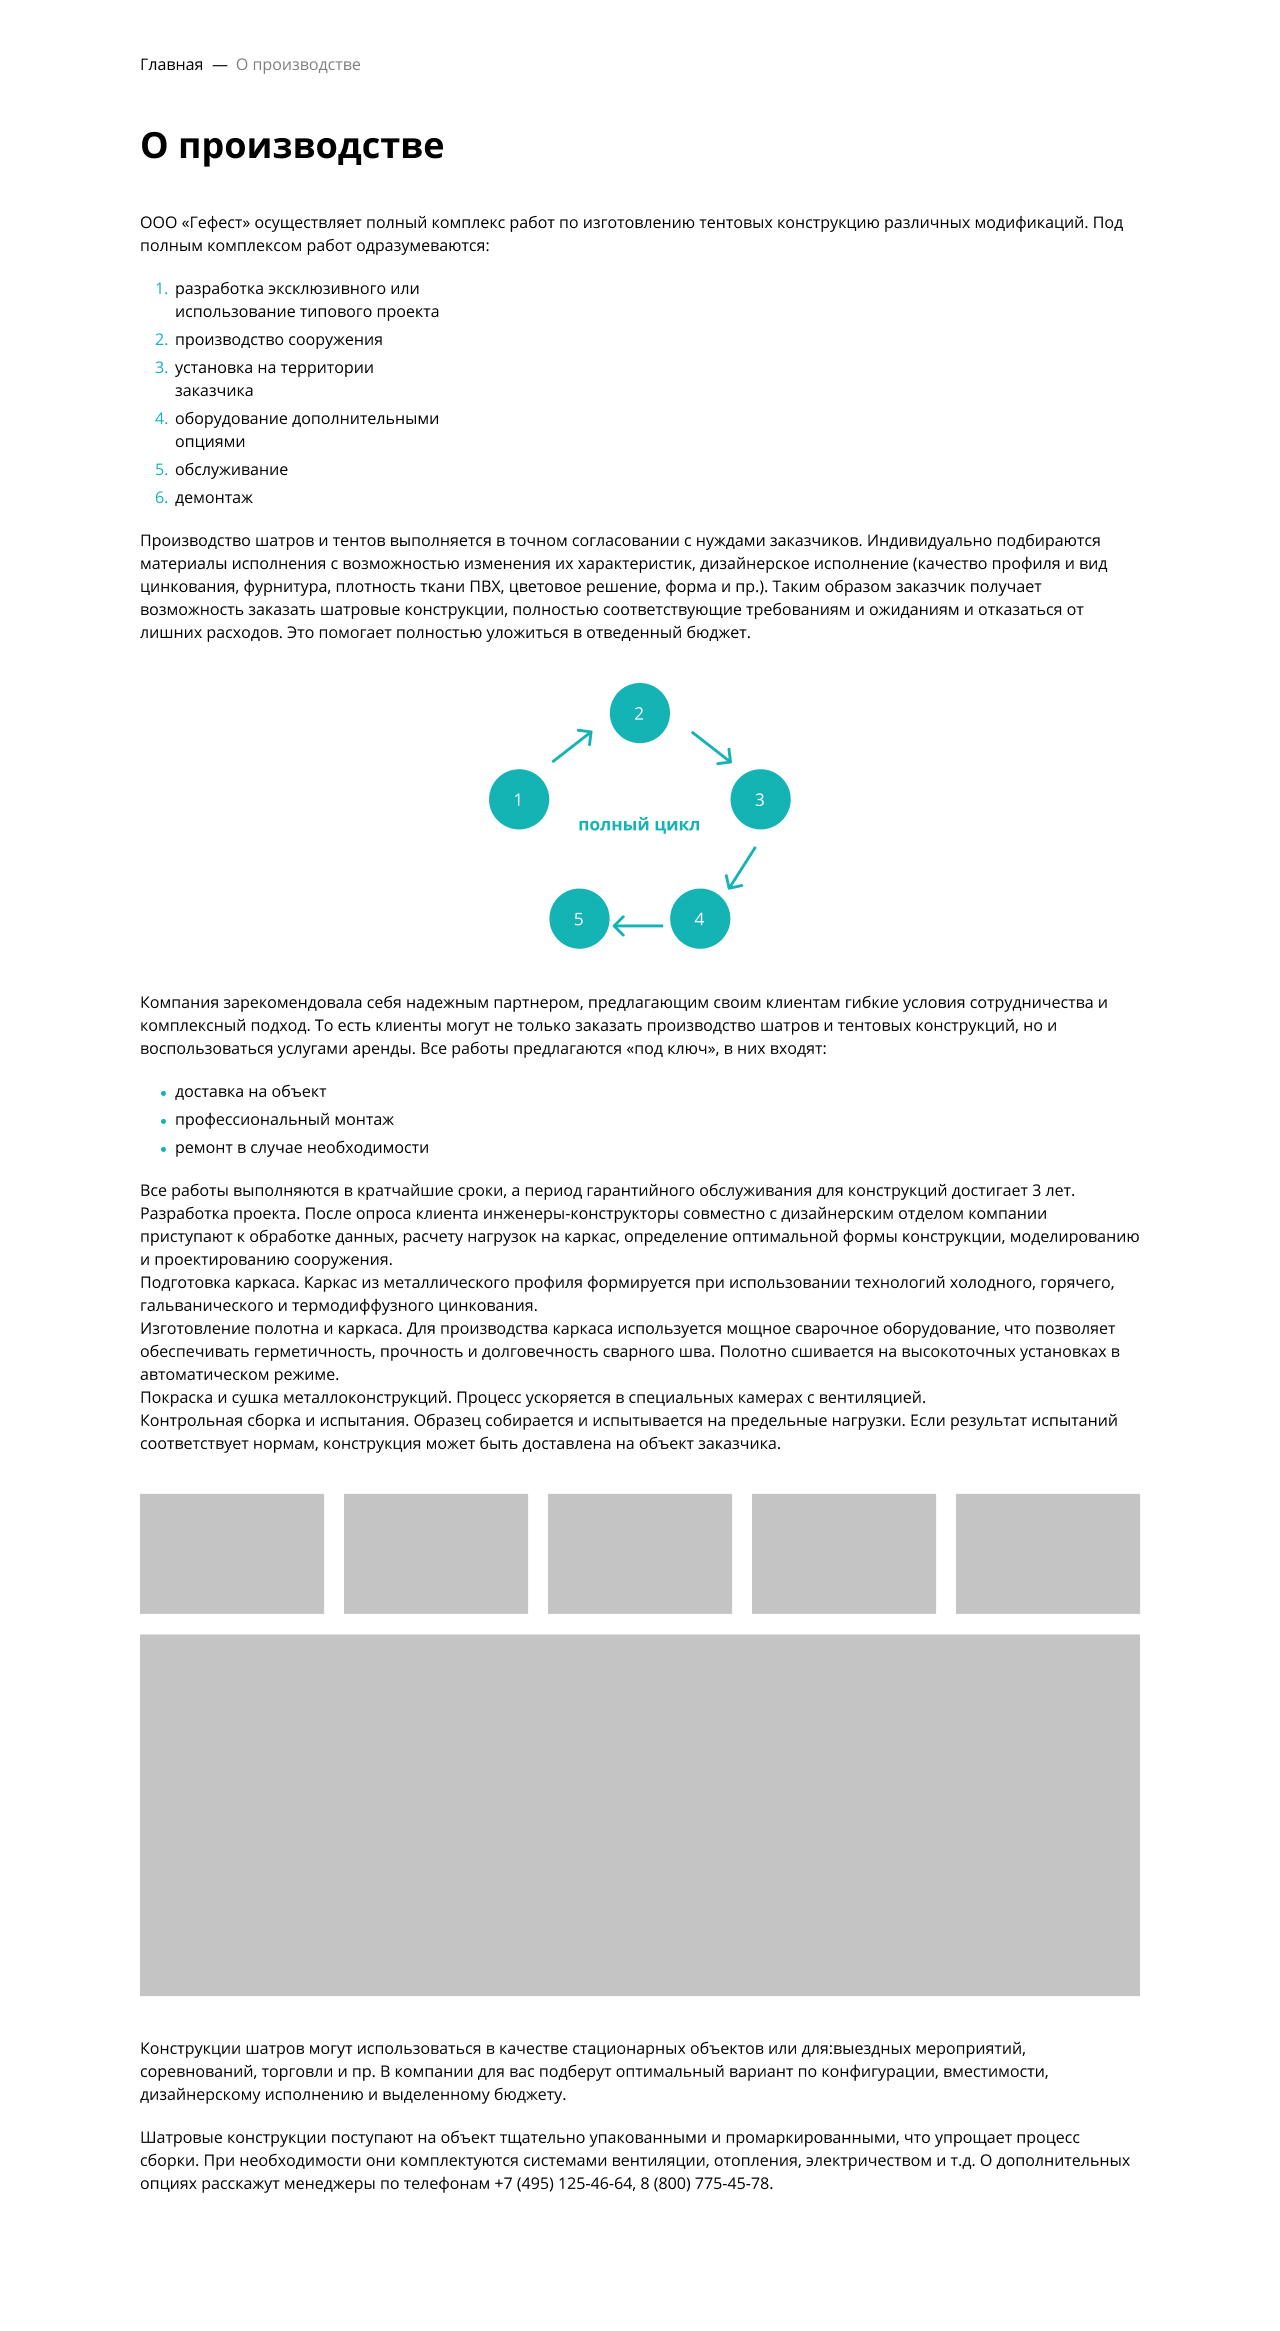 Главная — О производстве
О производстве
ООО «Гефест» осуществляет полный комплекс работ по изготовлению тентовых конструкцию различных модификаций. Под
полным комплексом работ одразумеваются:
1. разработка эксклюзивного или
использование типового проекта
2. производство сооружения
3. установка на территории
заказчика
4. оборудование дополнительными
опциями
5. обслуживание
6. демонтаж
Производство шатров и тентов выполняется в точном согласовании с нуждами заказчиков. Индивидуально подбираются
материалы исполнения с возможностью изменения их характеристик, дизайнерское исполнение (качество профиля и вид
цинкования, фурнитура, плотность ткани ПВХ, цветовое решение, форма и пр.). Таким образом заказчик получает
возможность заказать шатровые конструкции, полностью соответствующие требованиям и ожиданиям и отказаться от
лишних расходов. Это помогает полностью уложиться в отведенный бюджет.
2
1
3
полный цикл
5
4
Компания зарекомендовала себя надежным партнером, предлагающим своим клиентам гибкие условия сотрудничества и
комплексный подход. То есть клиенты могут не только заказать производство шатров и тентовых конструкций, но и
воспользоваться услугами аренды. Все работы предлагаются «под ключ», в них входят:
• доставка на объект
• профессиональный монтаж
• ремонт в случае необходимости
Все работы выполняются в кратчайшие сроки, а период гарантийного обслуживания для конструкций достигает 3 лет.
Разработка проекта. После опроса клиента инженеры-конструкторы совместно с дизайнерским отделом компании
приступают к обработке данных, расчету нагрузок на каркас, определение оптимальной формы конструкции, моделированию
и проектированию сооружения.
Подготовка каркаса. Каркас из металлического профиля формируется при использовании технологий холодного, горячего,
гальванического и термодиффузного цинкования.
Изготовление полотна и каркаса. Для производства каркаса используется мощное сварочное оборудование, что позволяет
обеспечивать герметичность, прочность и долговечность сварного шва. Полотно сшивается на высокоточных установках в
автоматическом режиме.
Покраска и сушка металлоконструкций. Процесс ускоряется в специальных камерах с вентиляцией.
Контрольная сборка и испытания. Образец собирается и испытывается на предельные нагрузки. Если результат испытаний
соответствует нормам, конструкция может быть доставлена на объект заказчика.
Конструкции шатров могут использоваться в качестве стационарных объектов или для:выездных мероприятий,
соревнований, торговли и пр. В компании для вас подберут оптимальный вариант по конфигурации, вместимости,
дизайнерскому исполнению и выделенному бюджету.
Шатровые конструкции поступают на объект тщательно упакованными и промаркированными, что упрощает процесс
сборки. При необходимости они комплектуются системами вентиляции, отопления, электричеством и т.д. О дополнительных
опциях расскажут менеджеры по телефонам +7 (495) 125-46-64, 8 (800) 775-45-78.